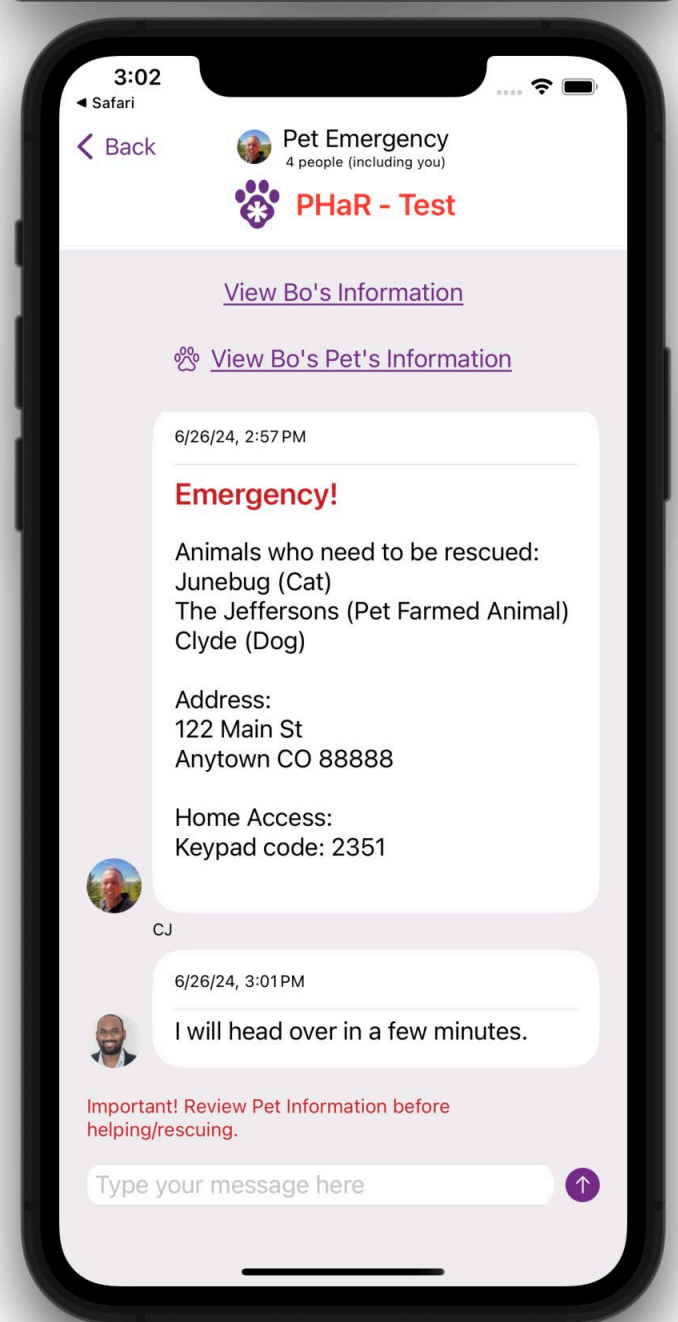 3:02
Safari
Back
Pet Emergency
4 people (including you)
PHaR - Test
View Bo's Information
View Bo's Pet's Information
6/26/24, 2:57 PM
Emergency!
Animals who need to be rescued:
Junebug (Cat)
The Jeffersons (Pet Farmed Animal)
Clyde (Dog)
Address:
122 Main St
Anytown CO 88888
Home Access:
Keypad code: 2351
CJ
6/26/24, 3:01 PM
I will head over in a few minutes.
Important! Review Pet Information before
helping/rescuing.
Type your message here